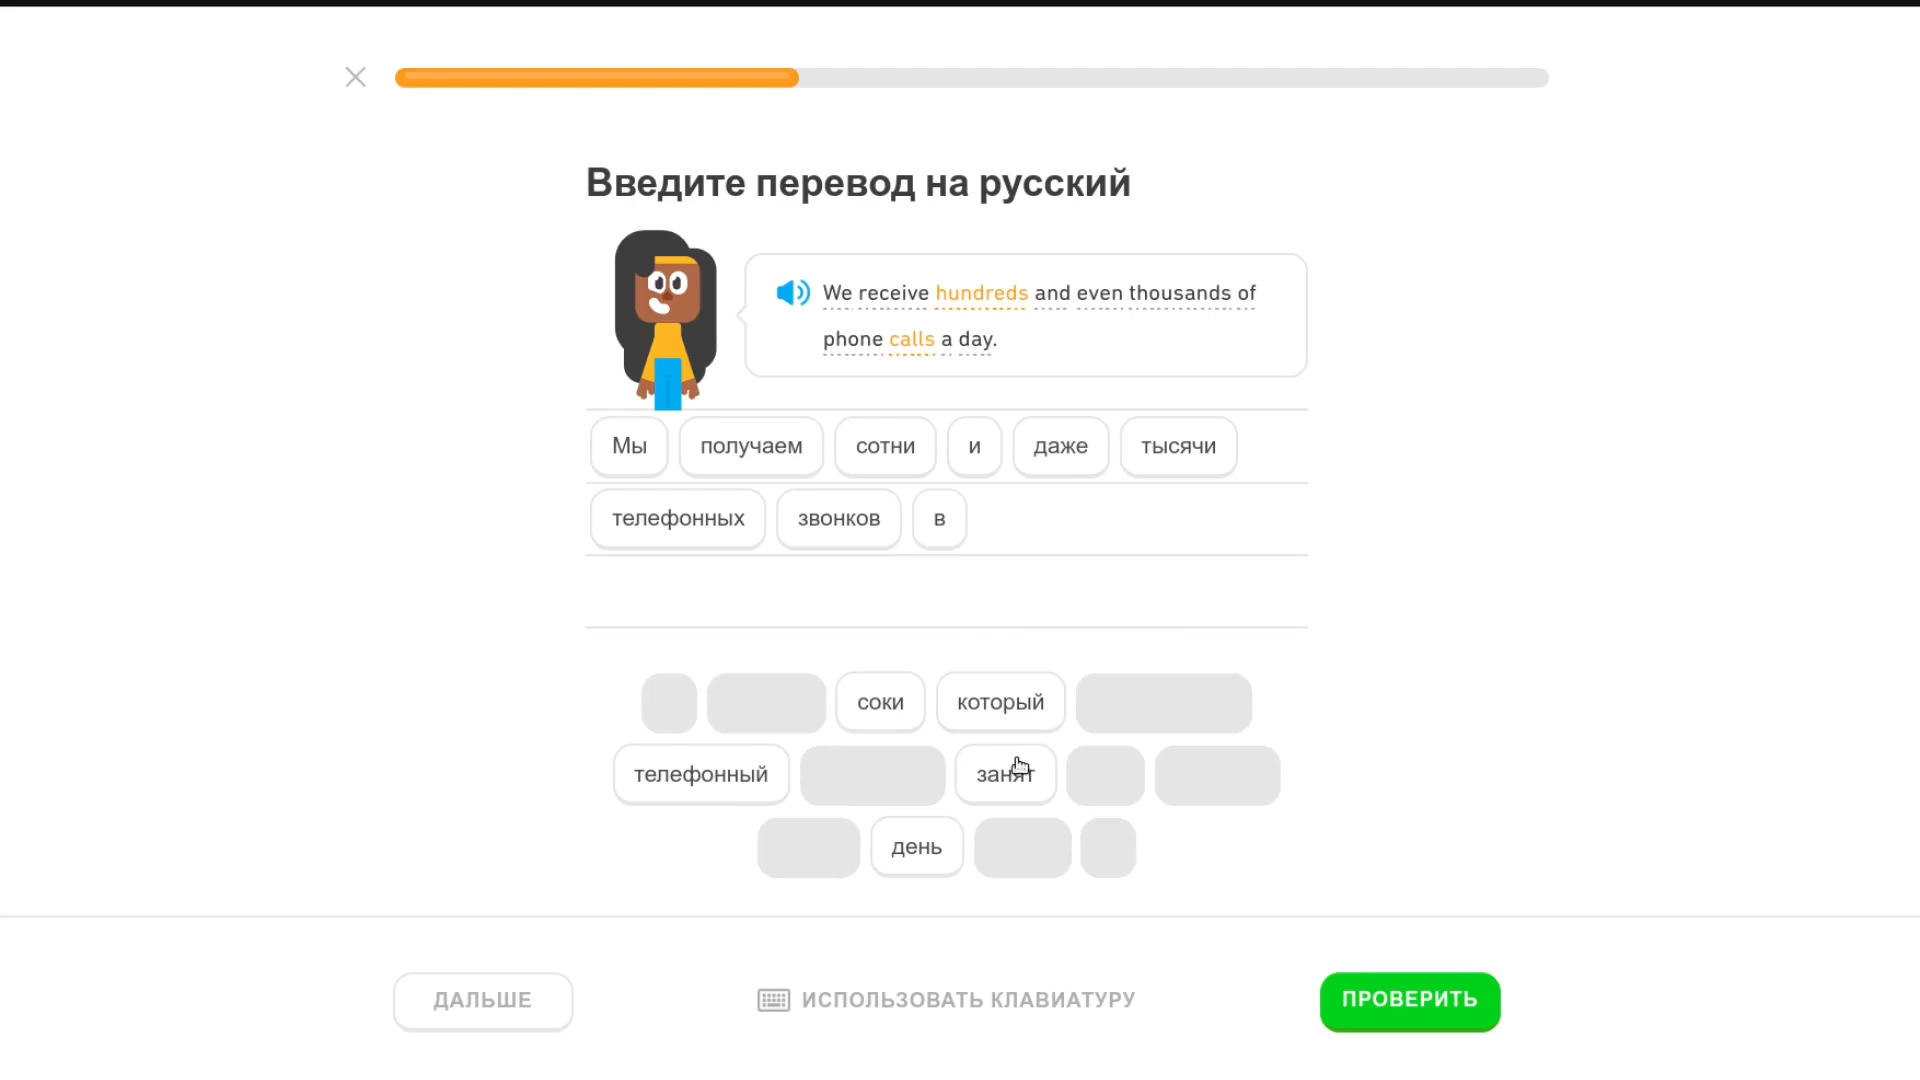 Введите перевод на русский
We receive hundreds and even thousands of
phone calls a day.
Мы получаем сотни и даже тысячи
телефонных звонков в
соки который
телефонный занят
день
ДАЛЬШЕ ИСПОЛЬЗОВАТЬ КЛАВИАТУРУ ПРОВЕРИТЬ